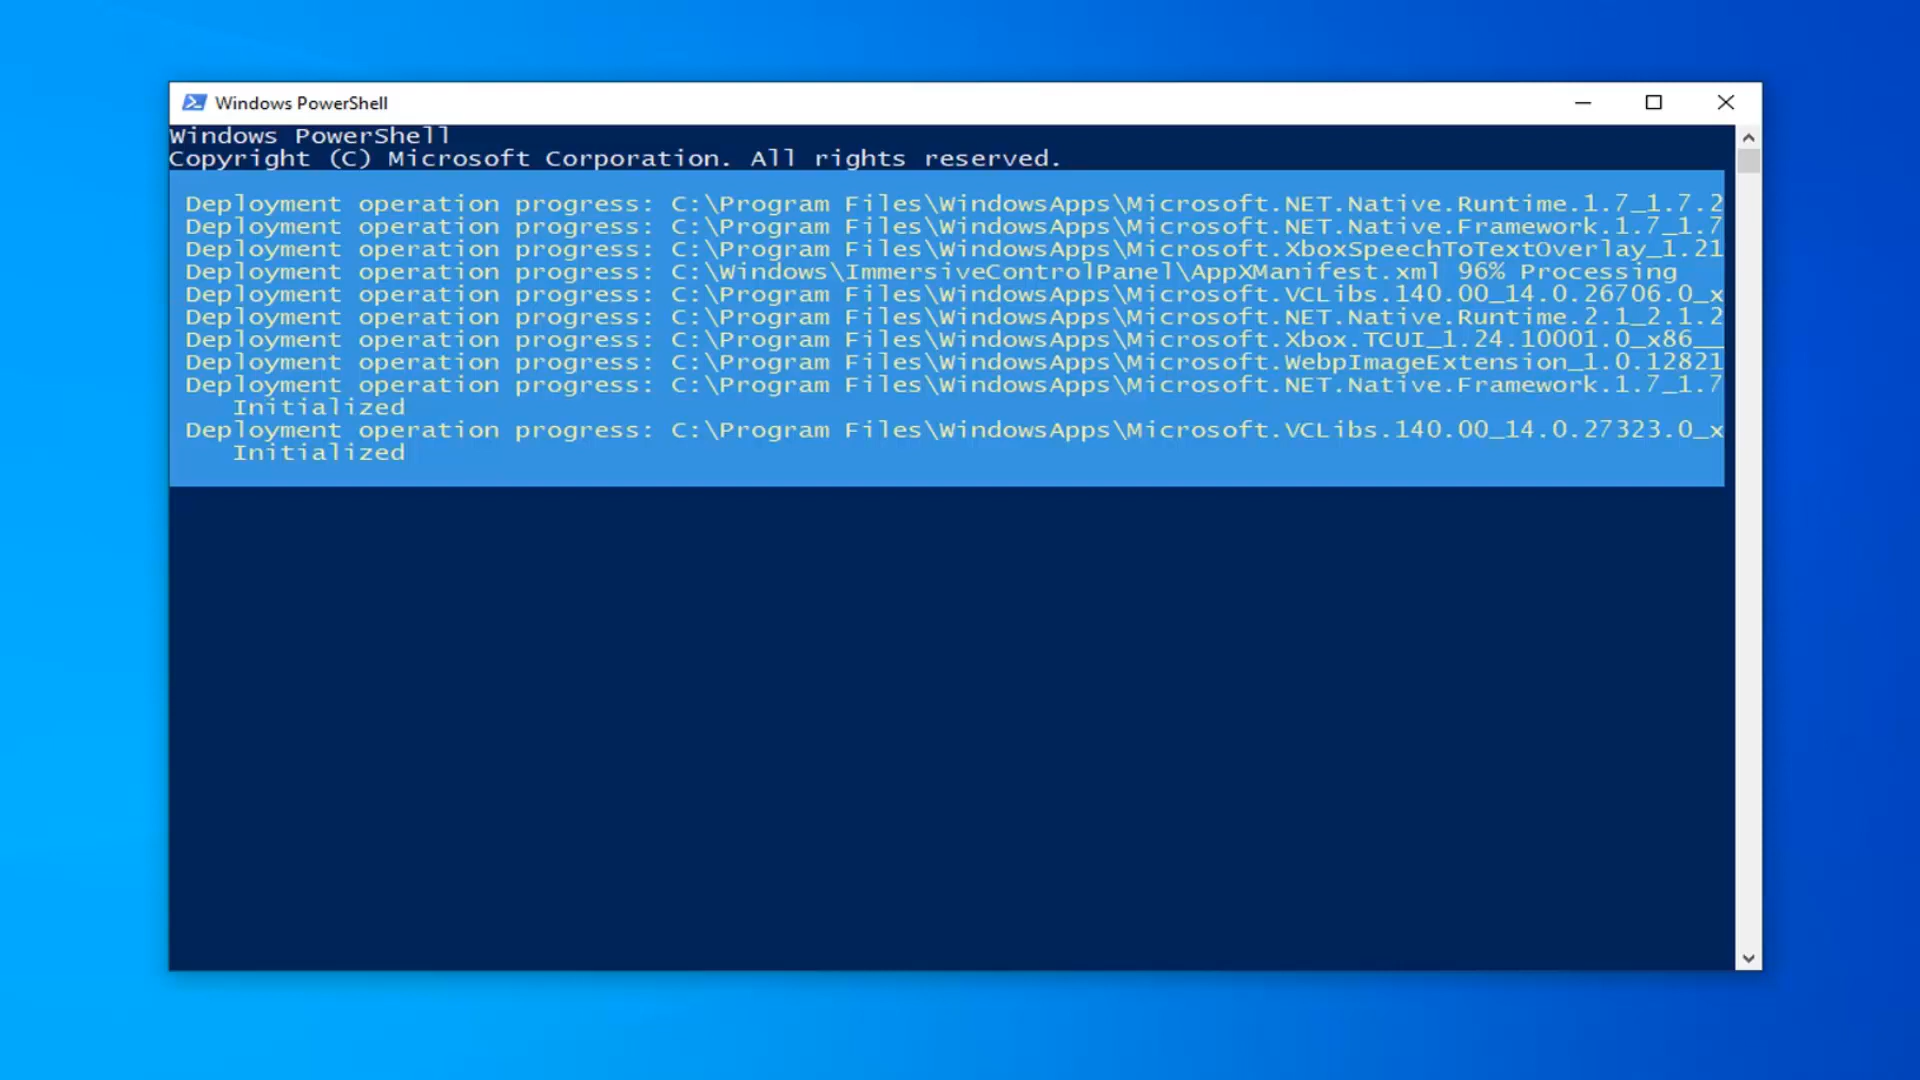 Windows PowerShell
Windows PowerShell
Copyright (C) Microsoft Corporation. All rights reserved.
Deployment operation progress: C:\Program Files\WindowsApps\Microsoft.NET.Native.Runtime.1.7_1.7.2
Deployment operation progress: C:\Program Files\WindowsApps\Microsoft.NET.Native.Framework.1.7_1.7
Deployment operation progress: C:\Program Files\WindowsApps\Microsoft.XboxSpeechToTextOverlay_1.21
Deployment operation progress: C:\Windows\ImmersiveControlPanel\AppXManifest.xml 96% Processing
Deployment operation progress: C:\Program Files\WindowsApps\Microsoft.VCLibs.140.00_14.0.26706.0_x
Deployment operation progress: C:\Program Files\WindowsApps\Microsoft.NET.Native.Runtime.2.1_2.1.2
Deployment operation progress: C:\Program Files\WindowsApps\Microsoft.Xbox.TCUI_1.24.10001.0_x86__
Deployment operation progress: C:\Program Files\WindowsApps\Microsoft.WebpImageExtension_1.0.12821
Deployment operation progress: C:\Program Files\WindowsApps\Microsoft.NET.Native.Framework.1.7_1.7
Initialized
Deployment operation progress: C:\Program Files\WindowsApps\Microsoft.VCLibs.140.00_14.0.27323.0_x
Initialized